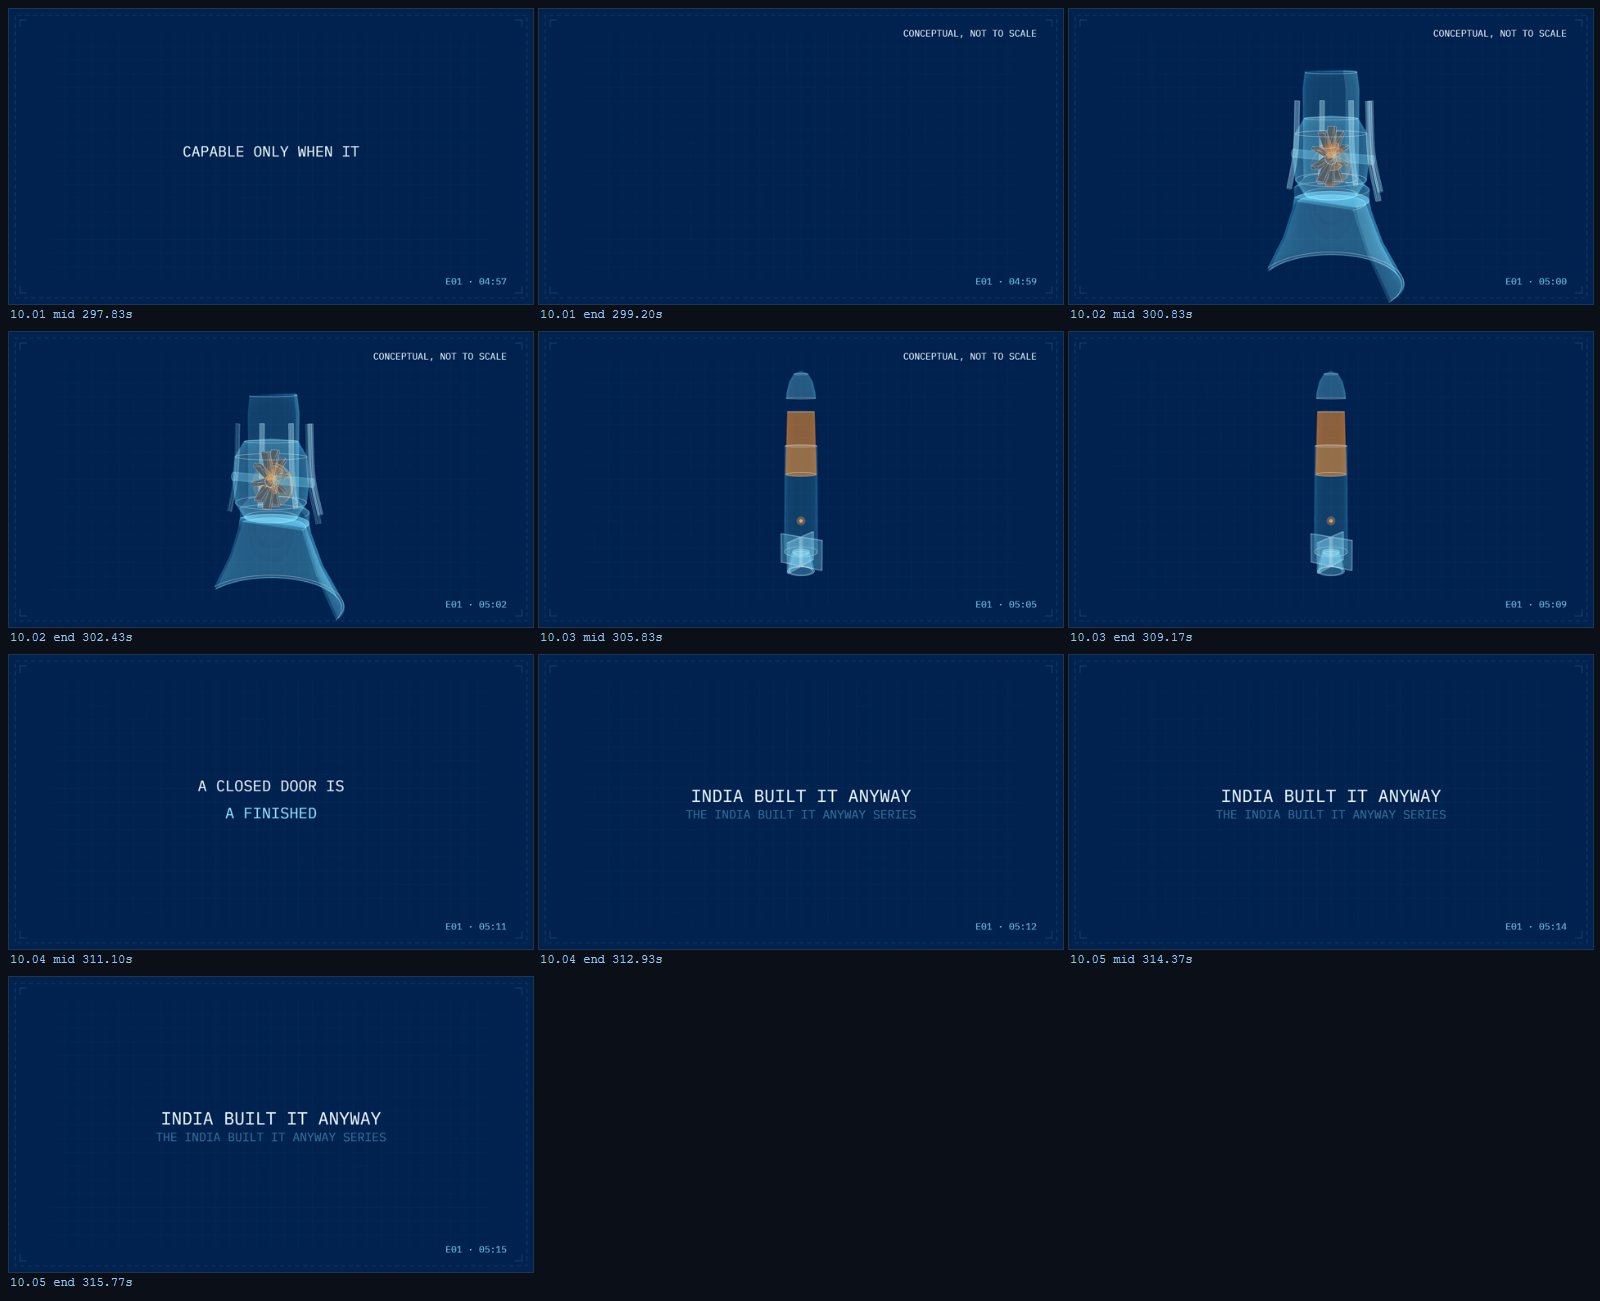 CAPABLE ONLY WHEN IT
E01 · 04:57
10.01 mid 297.83s
CONCEPTUAL, NOT TO SCALE
E01 · 04:59
10.01 end 299.20s
CONCEPTUAL, NOT TO SCALE
E01 · 05:00
10.02 mid 300.83s
CONCEPTUAL, NOT TO SCALE
E01 · 05:02
10.02 end 302.43s
CONCEPTUAL, NOT TO SCALE
E01 · 05:05
10.03 mid 305.83s
E01 · 05:09
10.03 end 309.17s
A CLOSED DOOR IS
A FINISHED
E01 · 05:11
10.04 mid 311.10s
INDIA BUILT IT ANYWAY
THE INDIA BUILT IT ANYWAY SERIES
E01 · 05:12
10.04 end 312.93s
INDIA BUILT IT ANYWAY
THE INDIA BUILT IT ANYWAY SERIES
E01 · 05:14
10.05 mid 314.37s
INDIA BUILT IT ANYWAY
THE INDIA BUILT IT ANYWAY SERIES
E01 · 05:15
10.05 end 315.77s